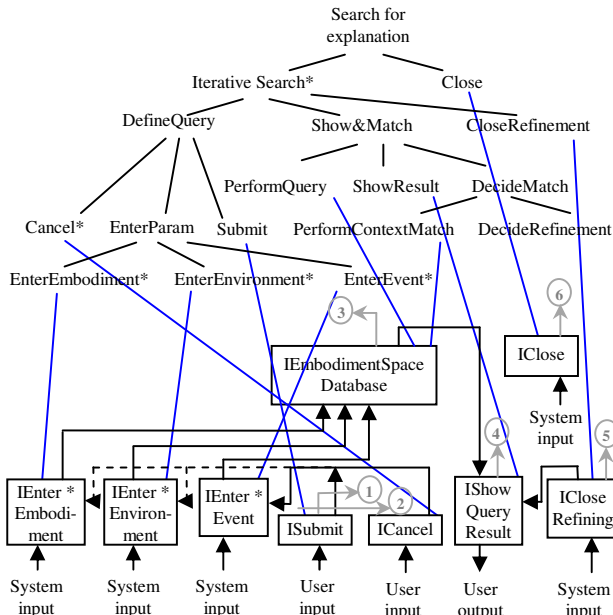 Search for
explanation
Iterative Search*
Close
DefineQuery
Show&Match
CloseRefinement
PerformQuery
ShowResult
DecideMatch
Cancel*
EnterParam
Submit
PerformContextMatch
DecideRefinement
EnterEmbodiment*
EnterEnvironment*
EnterEvent*
6
3
IEmbodimentSpace
Database
IClose
System
input
4
5
IEnter *
Embodi-
ment
IEnter *
Environ-
ment
IEnter *
Event
1
2
ISubmit
ICancel
IShow
Query
Result
IClose
Refining
System
input
System
input
System
input
User
input
User
input
User
output
System
input